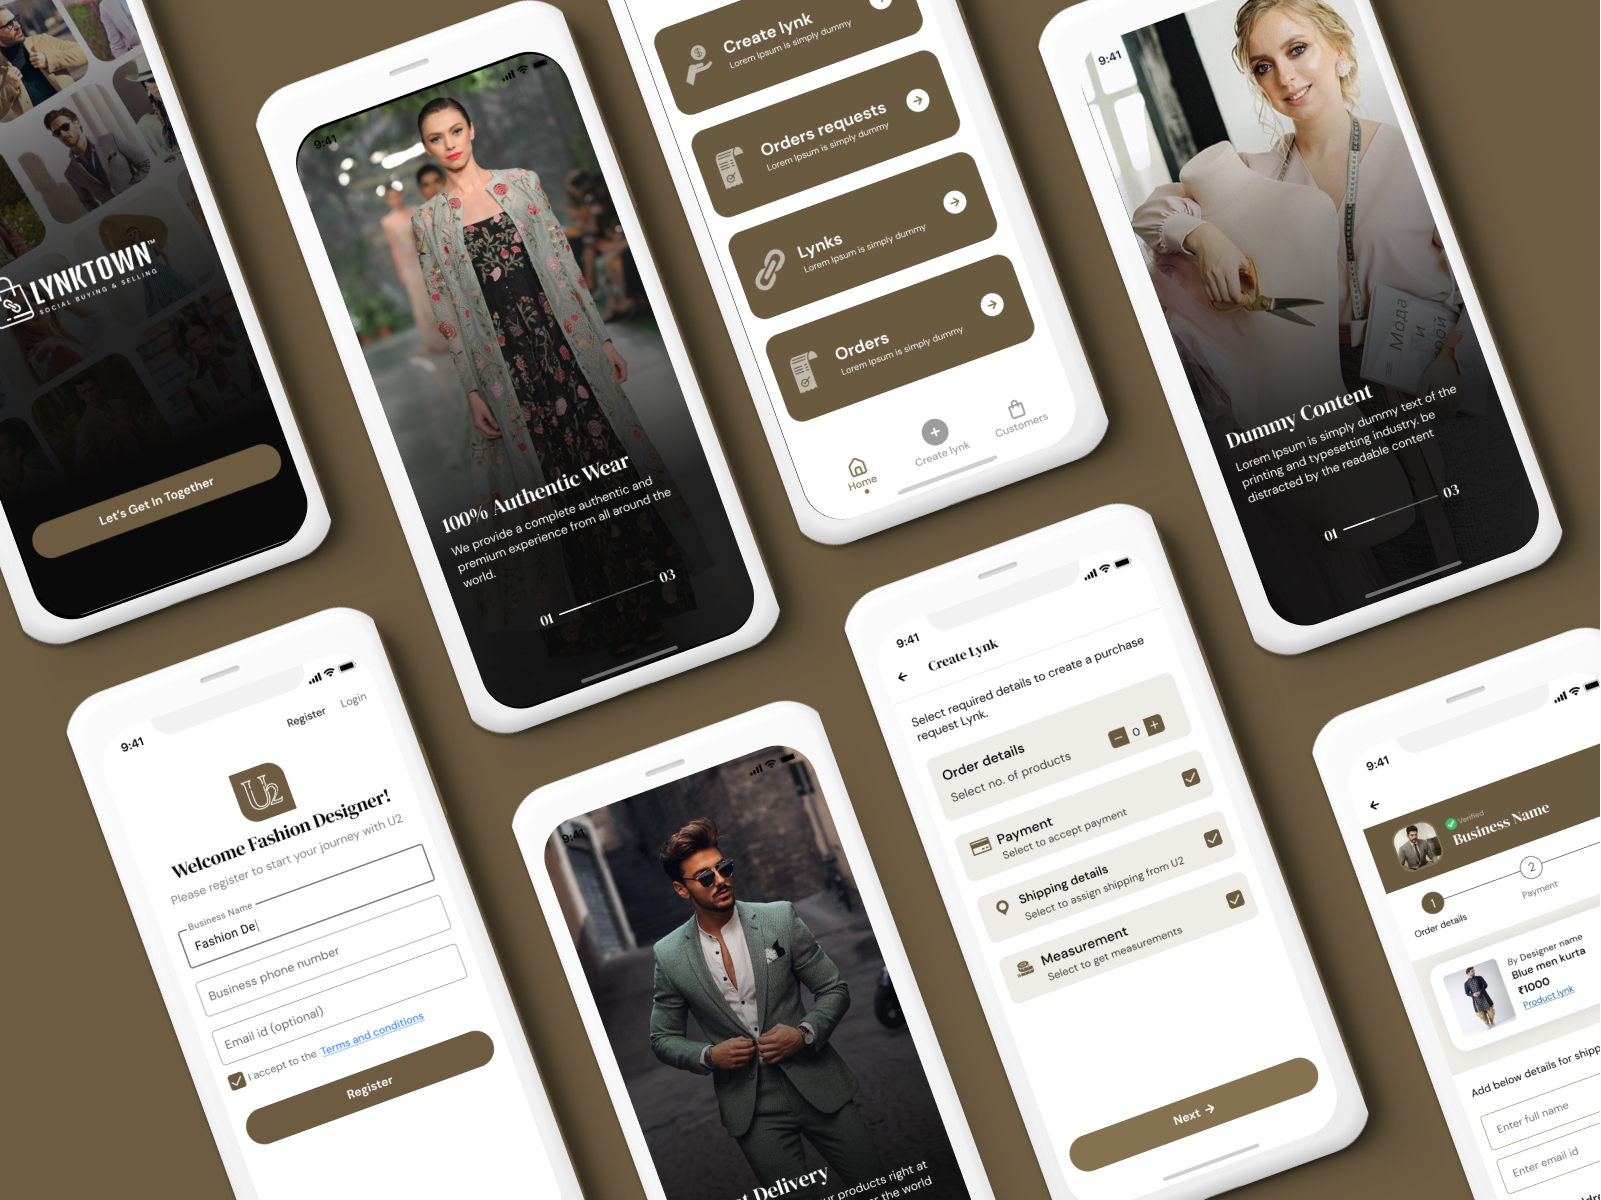 LYNKTOWN™
SOCIAL BUYING & SELLING
Let's Get In Together
9:41
100% Authentic Wear
We provide a complete authentic and
premium experience from all around the
world.
01
03
Create lynk
Lorem Ipsum is simply dummy
Orders requests
Lorem Ipsum is simply dummy
Lynks
Lorem Ipsum is simply dummy
Orders
Lorem Ipsum is simply dummy
Home
Create lynk
Customers
9:41
Мода
и
Dummy Content
Lorem Ipsum is simply dummy text of the
printing and typesetting industry. be
distracted by the readable content
01
03
9:41
Register
Login
U2
Welcome Fashion Designer!
Please register to start your journey with U2
Business Name
Fashion De
Business phone number
Email id (optional)
I accept to the Terms and conditions
Register
9:41
Delivery
products right at
the world
9:41
Create Lynk
Select required details to create a purchase
request Lynk.
Order details
Select no. of products
0
Payment
Select to accept payment
Shipping details
Select to assign shipping from U2
Measurement
Select to get measurements
Next
9:41
Verified
Business Name
1
2
Order details
Payment
By Designer name
Blue men kurta
₹1000
Product lynk
Add below details for
Enter full name
Enter email id